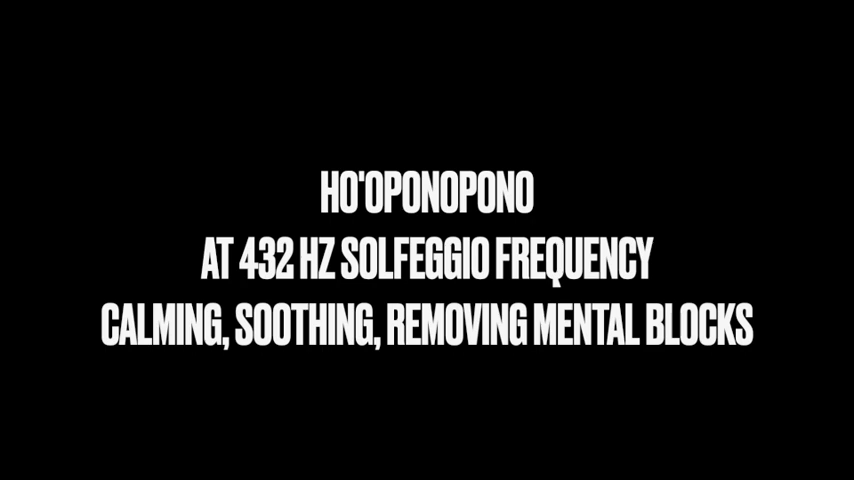 HO'OPONOPONO
AT 432 HZ SOLFEGGIO FREQUENCY
CALMING, SOOTHING, REMOVING MENTAL BLOCKS